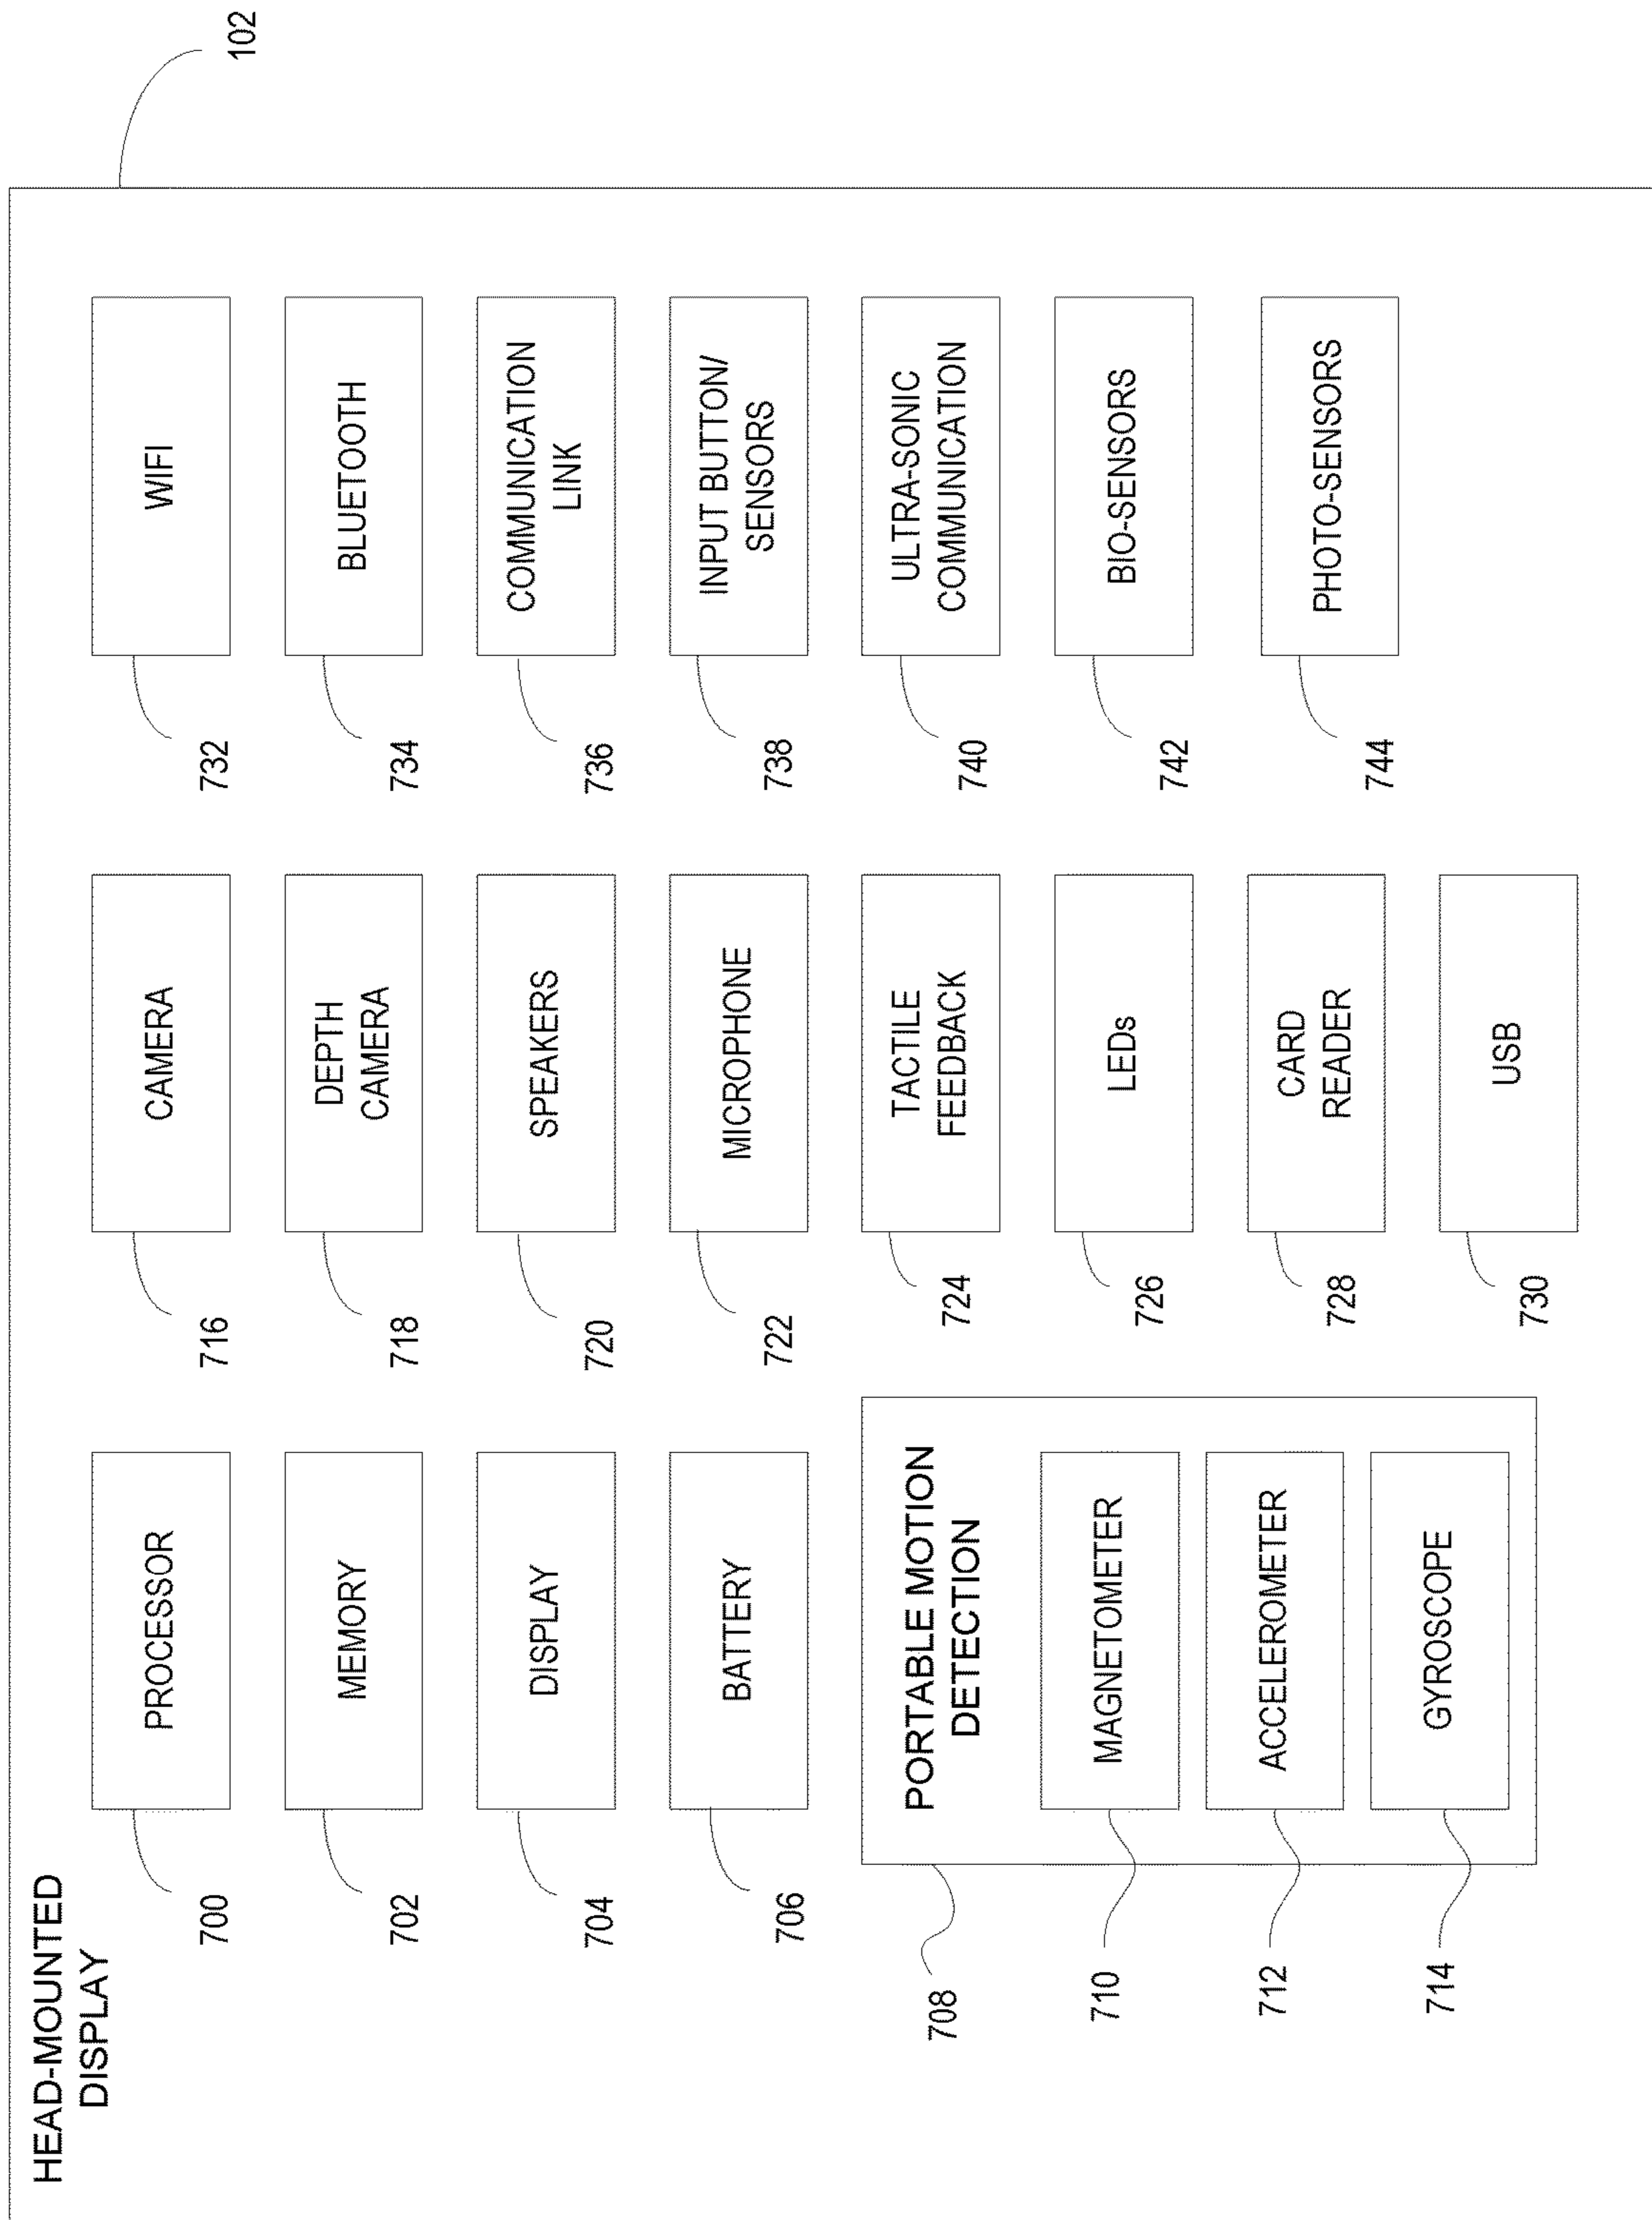 102
HEAD-MOUNTED
DISPLAY
700
PROCESSOR
702
MEMORY
704
DISPLAY
706
BATTERY
708
PORTABLE MOTION
DETECTION
710
MAGNETOMETER
712
ACCELEROMETER
714
GYROSCOPE
716
CAMERA
718
DEPTH
CAMERA
720
SPEAKERS
722
MICROPHONE
724
TACTILE
FEEDBACK
726
LEDs
728
CARD
READER
730
USB
732
WIFI
734
BLUETOOTH
736
COMMUNICATION
LINK
738
INPUT BUTTON/
SENSORS
740
ULTRA-SONIC
COMMUNICATION
742
BIO-SENSORS
744
PHOTO-SENSORS